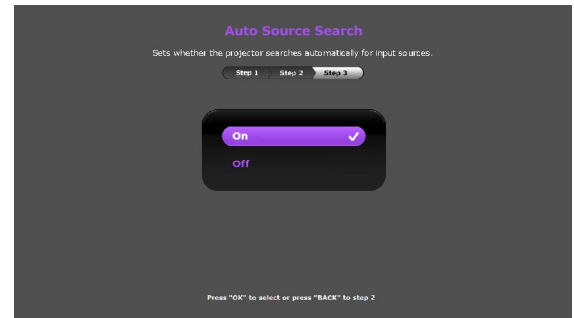 Auto Source Search
Sets whether the projector searches automatically for input sources.
Step 1 Step 2 Step 3
On
Off
Press "OK" to select or press "BACK" to step 2